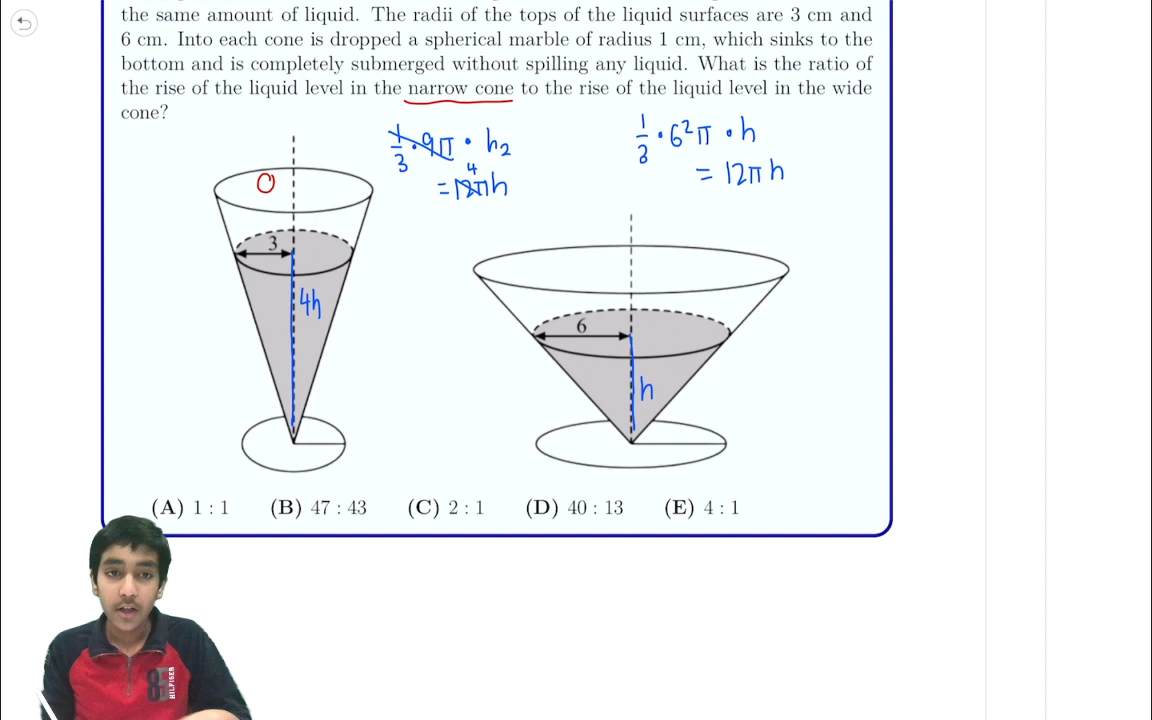 the same amount of liquid. The radii of the tops of the liquid surfaces are 3 cm and
6 cm. Into each cone is dropped a spherical marble of radius 1 cm, which sinks to the
bottom and is completely submerged without spilling any liquid. What is the ratio of
the rise of the liquid level in the narrow cone to the rise of the liquid level in the wide
cone?
1/3 · 9π · h₂
4
= 12πh
1/3 · 6²π · h
= 12πh
3
4h
6
h
(A) 1 : 1 (B) 47 : 43 (C) 2 : 1 (D) 40 : 13 (E) 4 : 1
85
HILFIGER